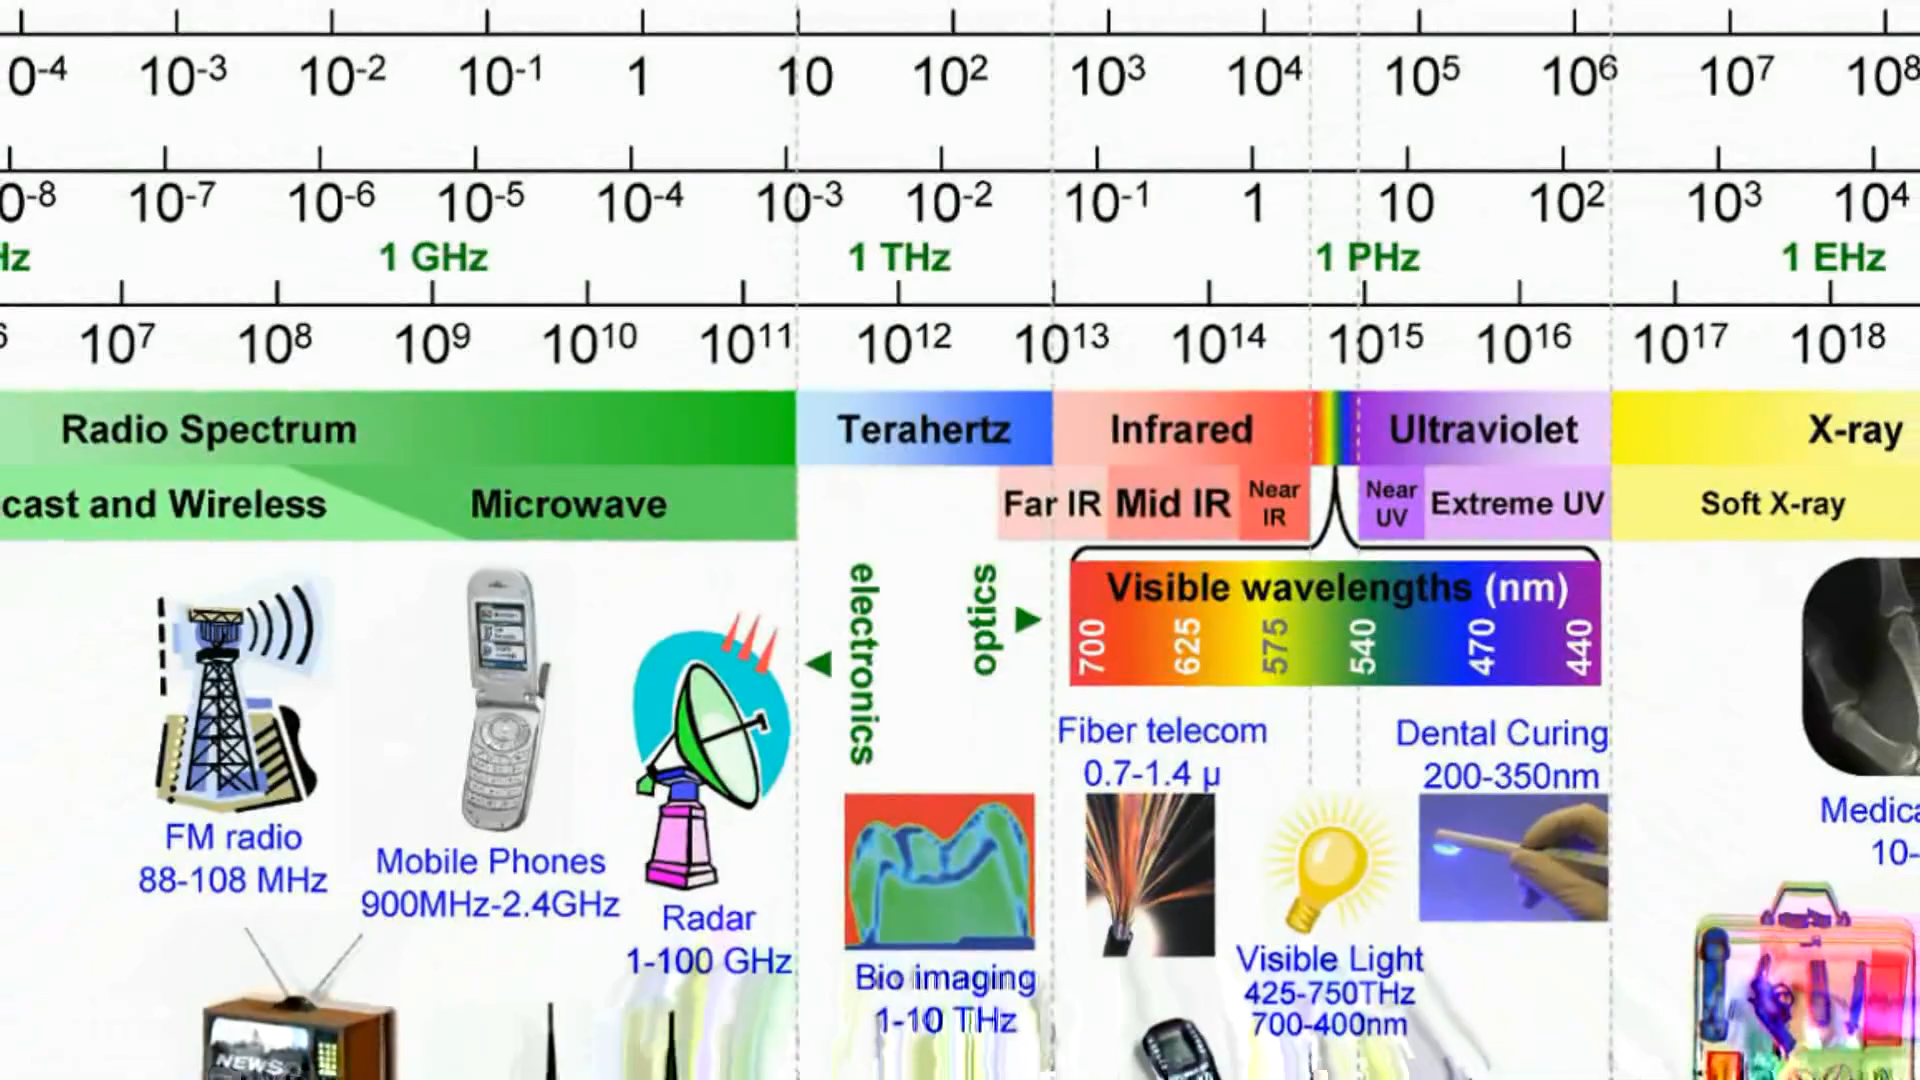 0-4 10-3 10-2 10-1 1 10 10² 10³ 10⁴ 10⁵ 10⁶ 10⁷ 10⁸
0-8 10-7 10-6 10-5 10-4 10-3 10-2 10-1 1 10 10² 10³ 10⁴
Hz 1 GHz 1 THz 1 PHz 1 EHz
6 10⁷ 10⁸ 10⁹ 10¹⁰ 10¹¹ 10¹² 10¹³ 10¹⁴ 10¹⁵ 10¹⁶ 10¹⁷ 10¹⁸
Radio Spectrum Terahertz Infrared Ultraviolet X-ray
cast and Wireless Microwave Far IR Mid IR Near IR Near UV Extreme UV Soft X-ray
electronics
optics
Visible wavelengths (nm)
700 625 575 540 470 440
FM radio
88-108 MHz
Mobile Phones
900MHz-2.4GHz
Radar
1-100 GHz
Bio imaging
1-10 THz
Fiber telecom
0.7-1.4 µ
Visible Light
425-750THz
700-400nm
Dental Curing
200-350nm
Medica
10-
NEWS